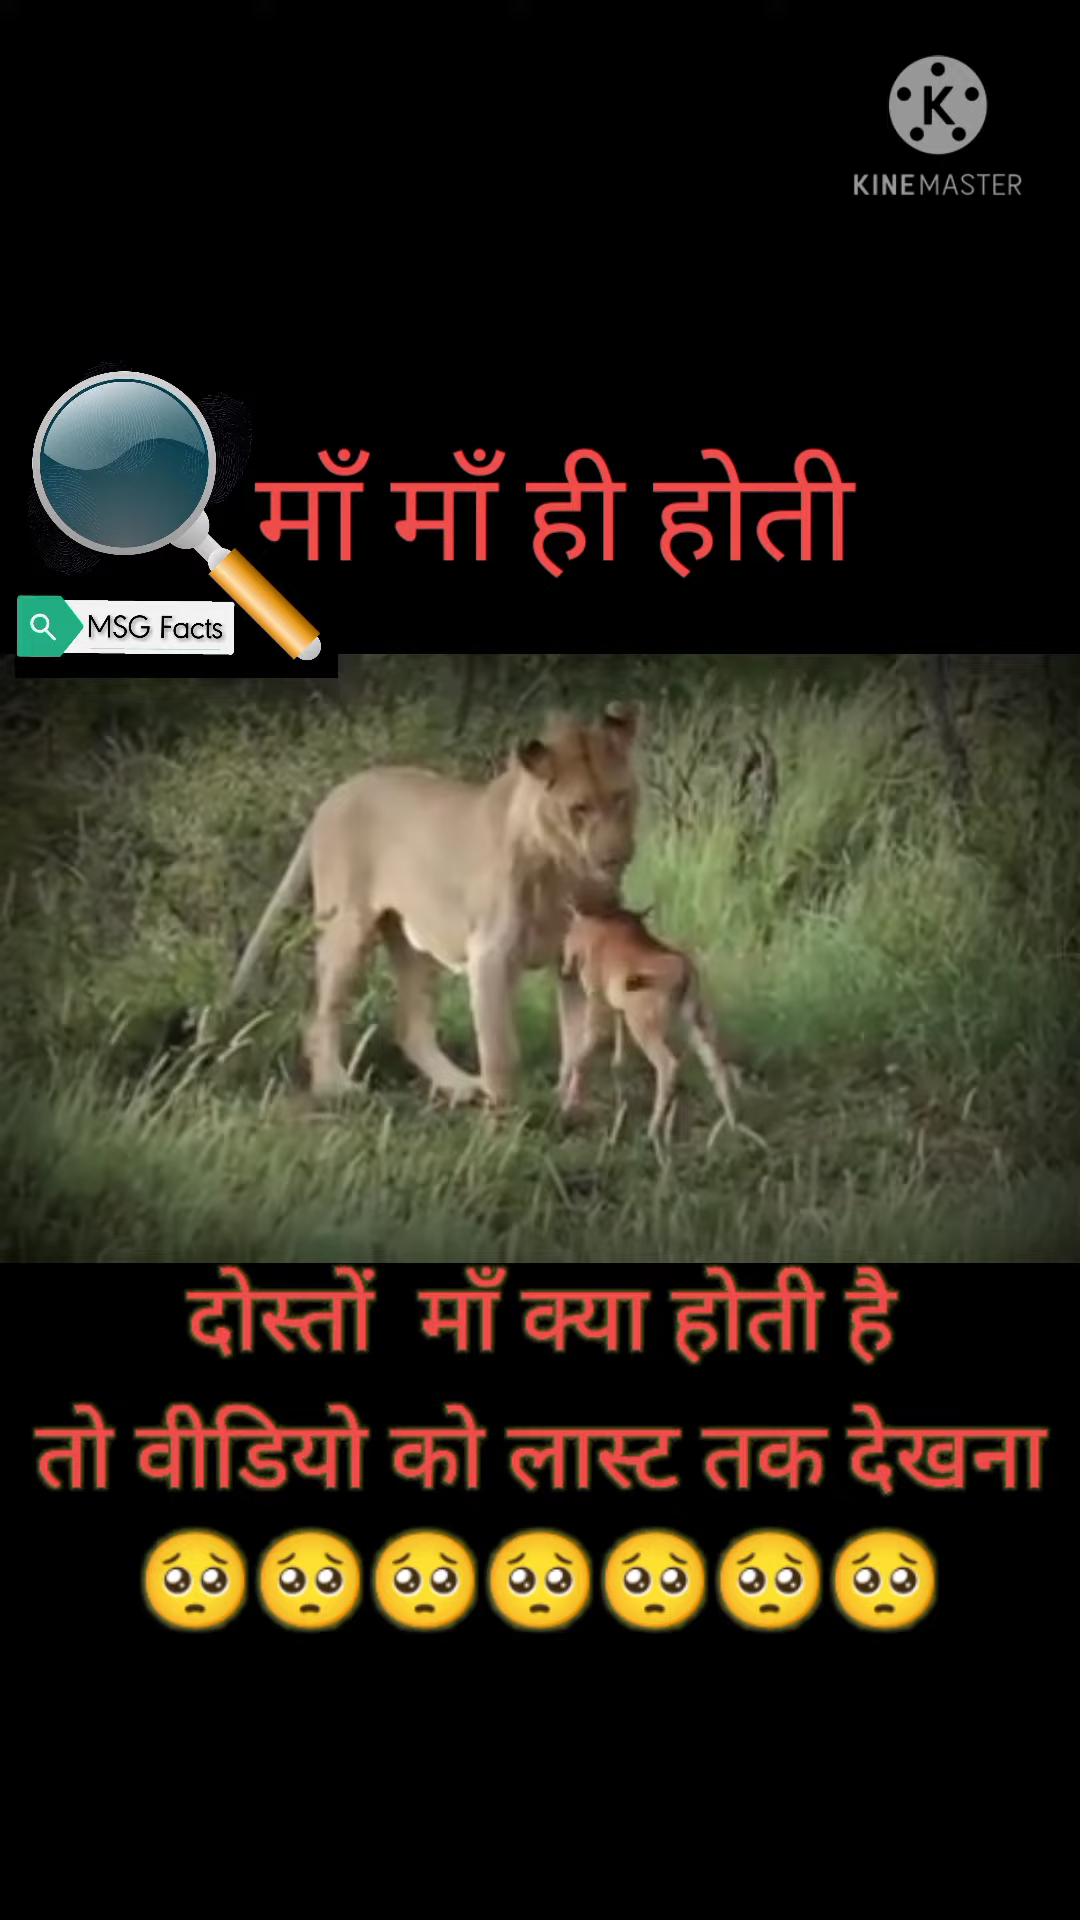 K
KINEMASTER
माँ माँ ही होती
MSG Facts
दोस्तों माँ क्या होती है
तो वीडियो को लास्ट तक देखना